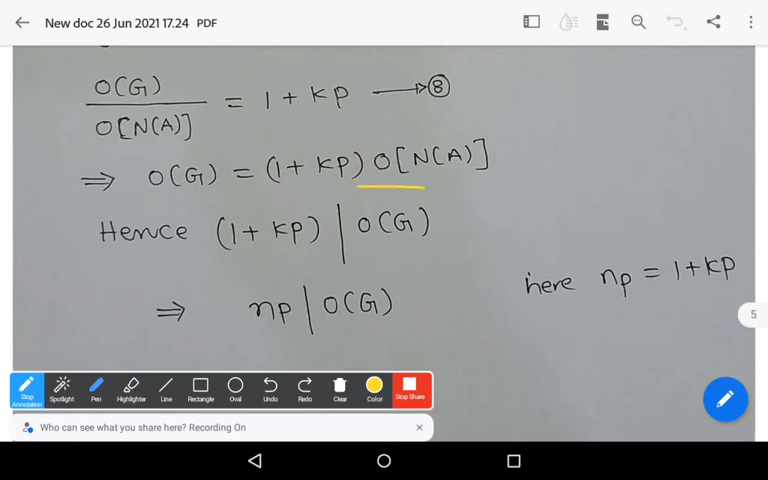 New doc 26 Jun 2021 17.24 PDF
O(G)
O[N(A)]
= 1 + kp → ⑧
⇒ O(G) = (1 + kp) O[N(A)]
Hence (1 + kp) | O(G)
here np = 1+kp
⇒ np | O(G)
5
Stop Annotation Spotlight Pen Highlighter Line Rectangle Oval Undo Redo Clear Color Stop Share
Who can see what you share here? Recording On